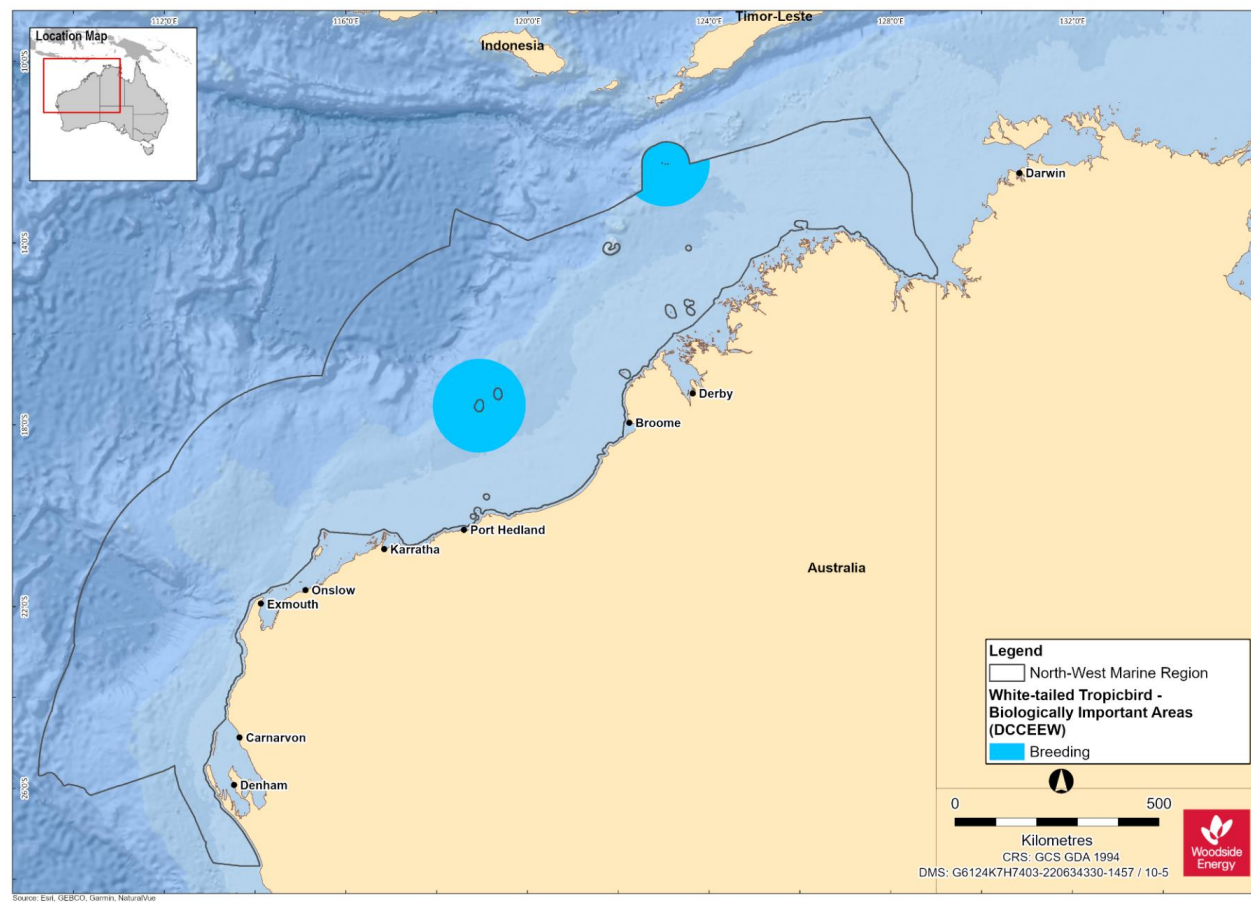 112°0'E
116°0'E
120°0'E
124°0'E
128°0'E
132°0'E
Location Map
Timor-Leste
Indonesia
10°0'S
14°0'S
18°0'S
22°0'S
26°0'S
Darwin
Derby
Broome
Port Hedland
Karratha
Onslow
Exmouth
Australia
Carnarvon
Denham
Legend
North-West Marine Region
White-tailed Tropicbird -
Biologically Important Areas
(DCCEEW)
Breeding
0 500
Kilometres
CRS: GCS GDA 1994
DMS: G6124K7H7403-220634330-1457 / 10-5
Woodside
Energy
Source: Esri, GEBCO, Garmin, NaturalVue